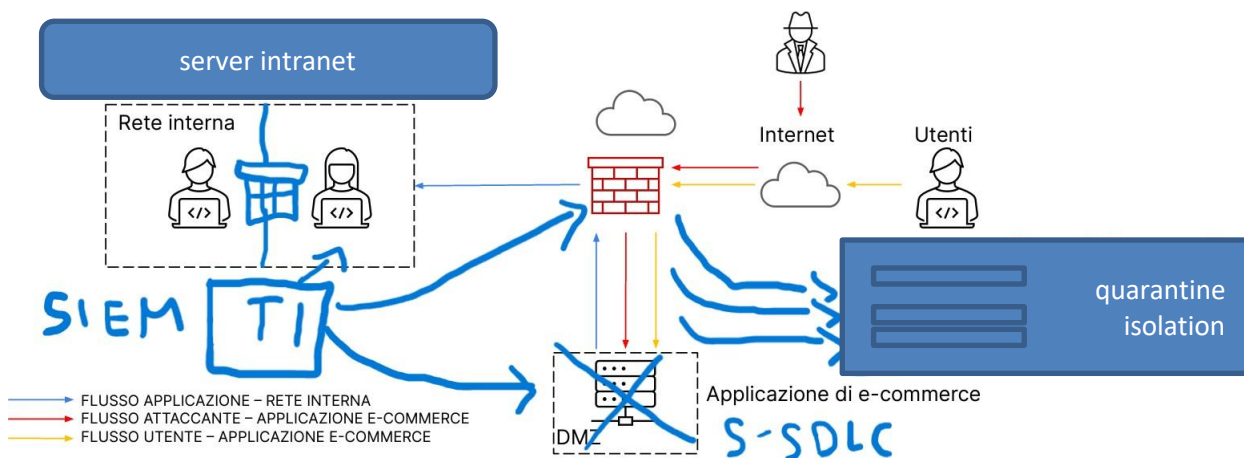 server intranet
Rete interna
Internet
Utenti
SIEM
TI
quarantine
isolation
Applicazione di e-commerce
DMZ
S-SDLC
FLUSSO APPLICAZIONE – RETE INTERNA
FLUSSO ATTACCANTE – APPLICAZIONE E-COMMERCE
FLUSSO UTENTE – APPLICAZIONE E-COMMERCE